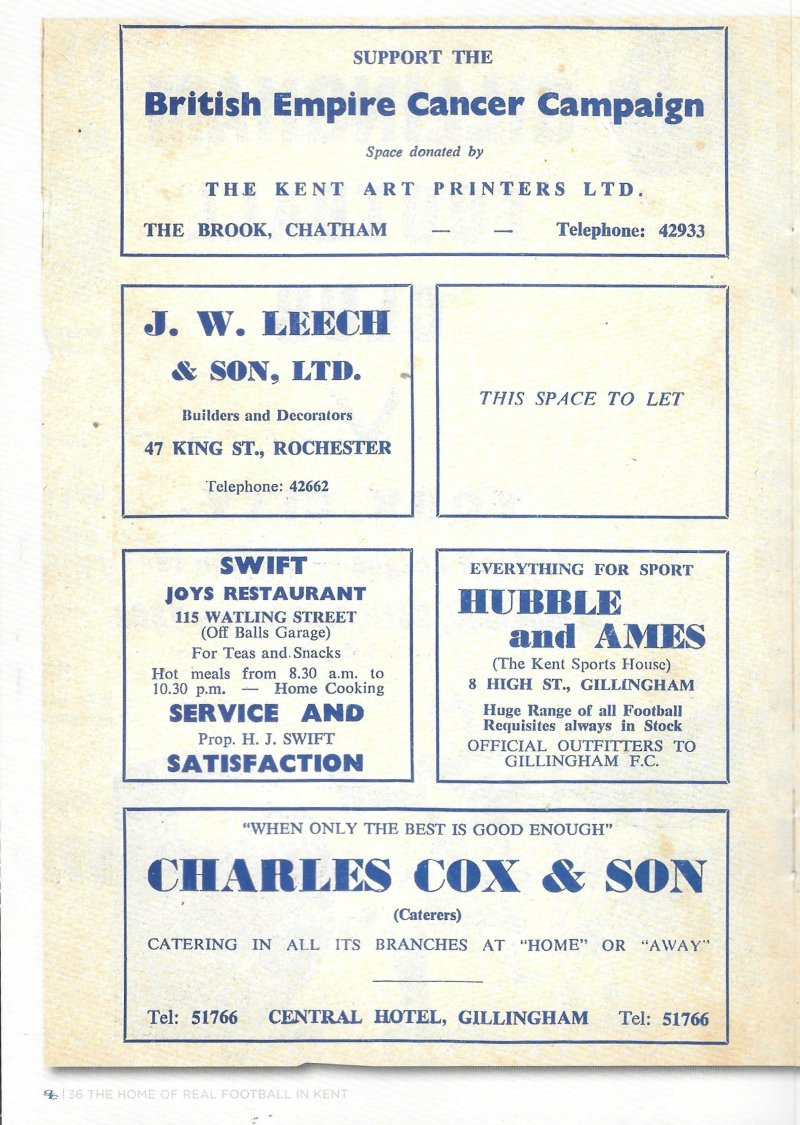 SUPPORT THE
British Empire Cancer Campaign
Space donated by
THE KENT ART PRINTERS LTD.
THE BROOK, CHATHAM — — Telephone: 42933
J. W. LEECH
& SON, LTD.
Builders and Decorators
47 KING ST., ROCHESTER
Telephone: 42662
THIS SPACE TO LET
SWIFT
JOYS RESTAURANT
115 WATLING STREET
(Off Balls Garage)
For Teas and Snacks
Hot meals from 8.30 a.m. to
10.30 p.m. — Home Cooking
SERVICE AND
Prop. H. J. SWIFT
SATISFACTION
EVERYTHING FOR SPORT
HUBBLE
and AMES
(The Kent Sports House)
8 HIGH ST., GILLINGHAM
Huge Range of all Football
Requisites always in Stock
OFFICIAL OUTFITTERS TO
GILLINGHAM F.C.
"WHEN ONLY THE BEST IS GOOD ENOUGH"
CHARLES COX & SON
(Caterers)
CATERING IN ALL ITS BRANCHES AT "HOME" OR "AWAY"
Tel: 51766 CENTRAL HOTEL, GILLINGHAM Tel: 51766
| 36 THE HOME OF REAL FOOTBALL IN KENT